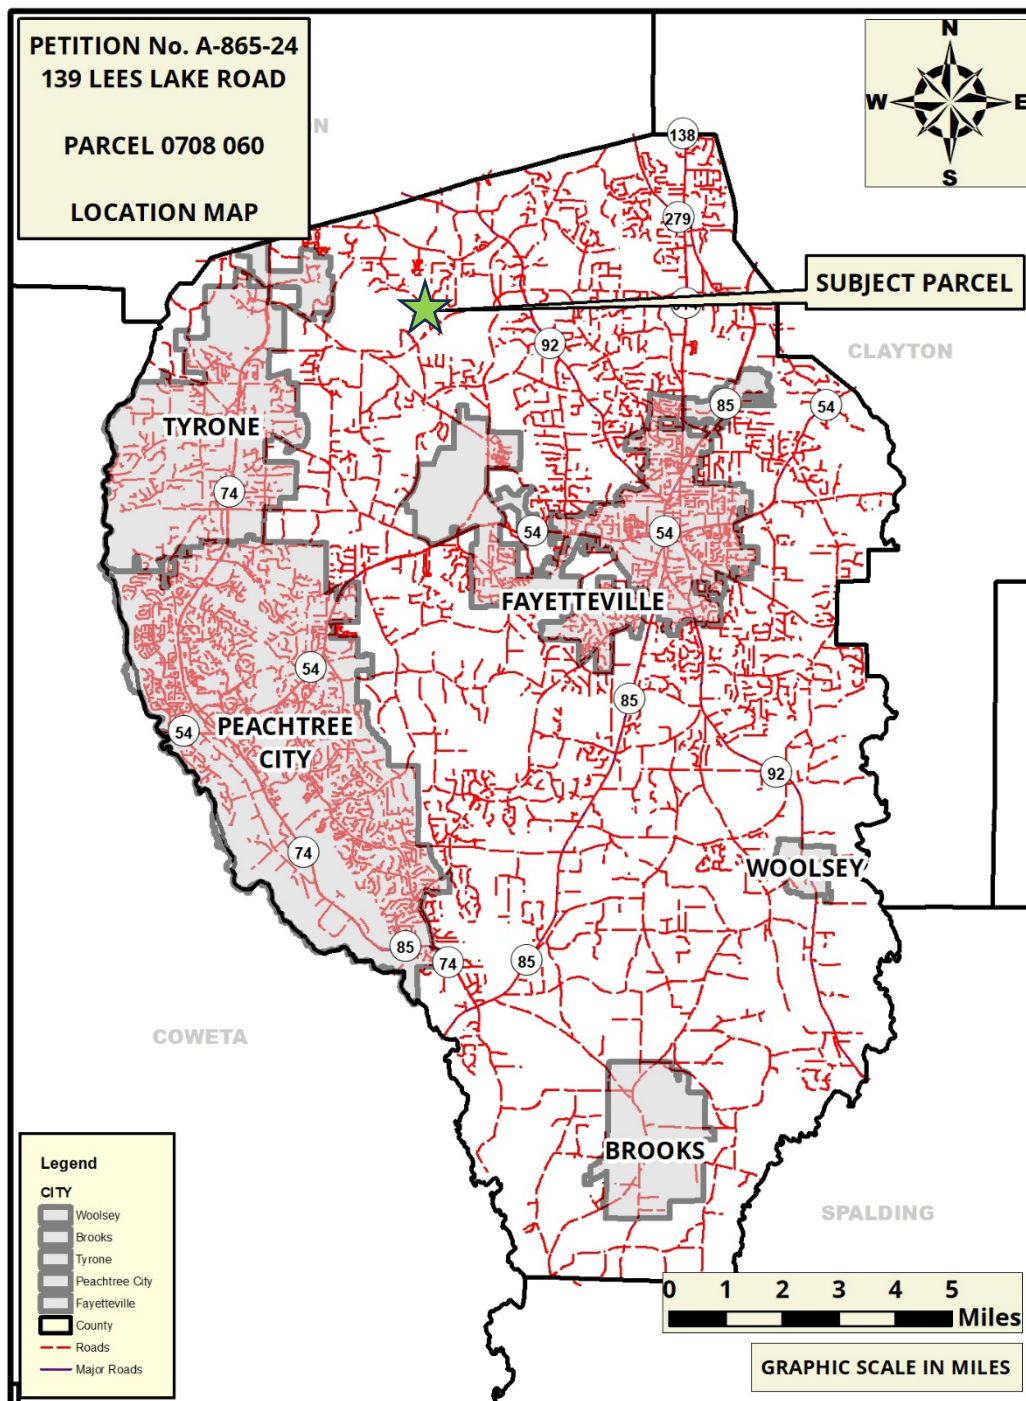 PETITION No. A-865-24
139 LEES LAKE ROAD
PARCEL 0708 060
LOCATION MAP
N
W
E
S
138
279
SUBJECT PARCEL
92
CLAYTON
85
54
TYRONE
74
54
54
FAYETTEVILLE
54
85
54
PEACHTREE
CITY
92
74
WOOLSEY
85
74
85
COWETA
BROOKS
SPALDING
Legend
CITY
Woolsey
Brooks
Tyrone
Peachtree City
Fayetteville
County
Roads
Major Roads
0 1 2 3 4 5
Miles
GRAPHIC SCALE IN MILES